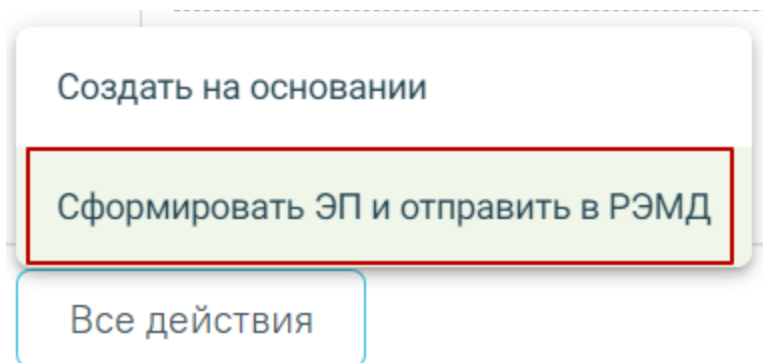 Создать на основании
Сформировать ЭП и отправить в РЭМД
Все действия